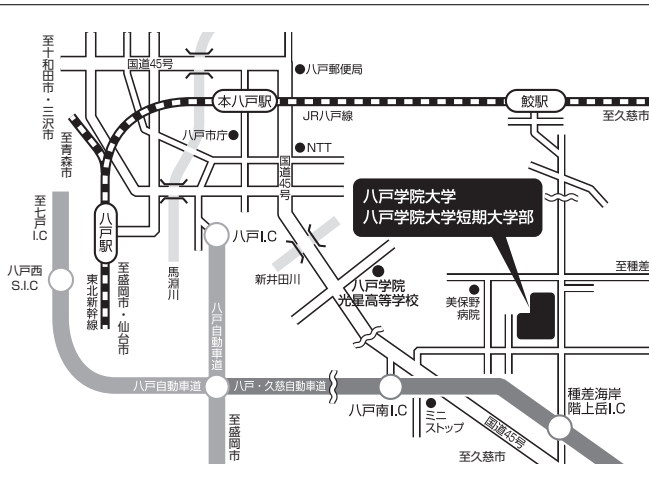 至十和田市・三沢市
国道45号
八戸郵便局
本八戸駅
鮫駅
JR八戸線
至久慈市
至青森市
八戸市庁
NTT
国道45号
八戸学院大学
八戸学院大学短期大学部
至七戸
I.C
八戸駅
八戸I.C
新井田川
八戸学院
光星高等学校
至種差
八戸西
S.I.C
東北新幹線
至盛岡市・仙台市
馬淵川
美保野
病院
八戸自動車道
八戸自動車道
八戸・久慈自動車道
八戸南I.C
種差海岸
階上岳I.C
至盛岡市
ミニ
ストップ
国道45号
至久慈市